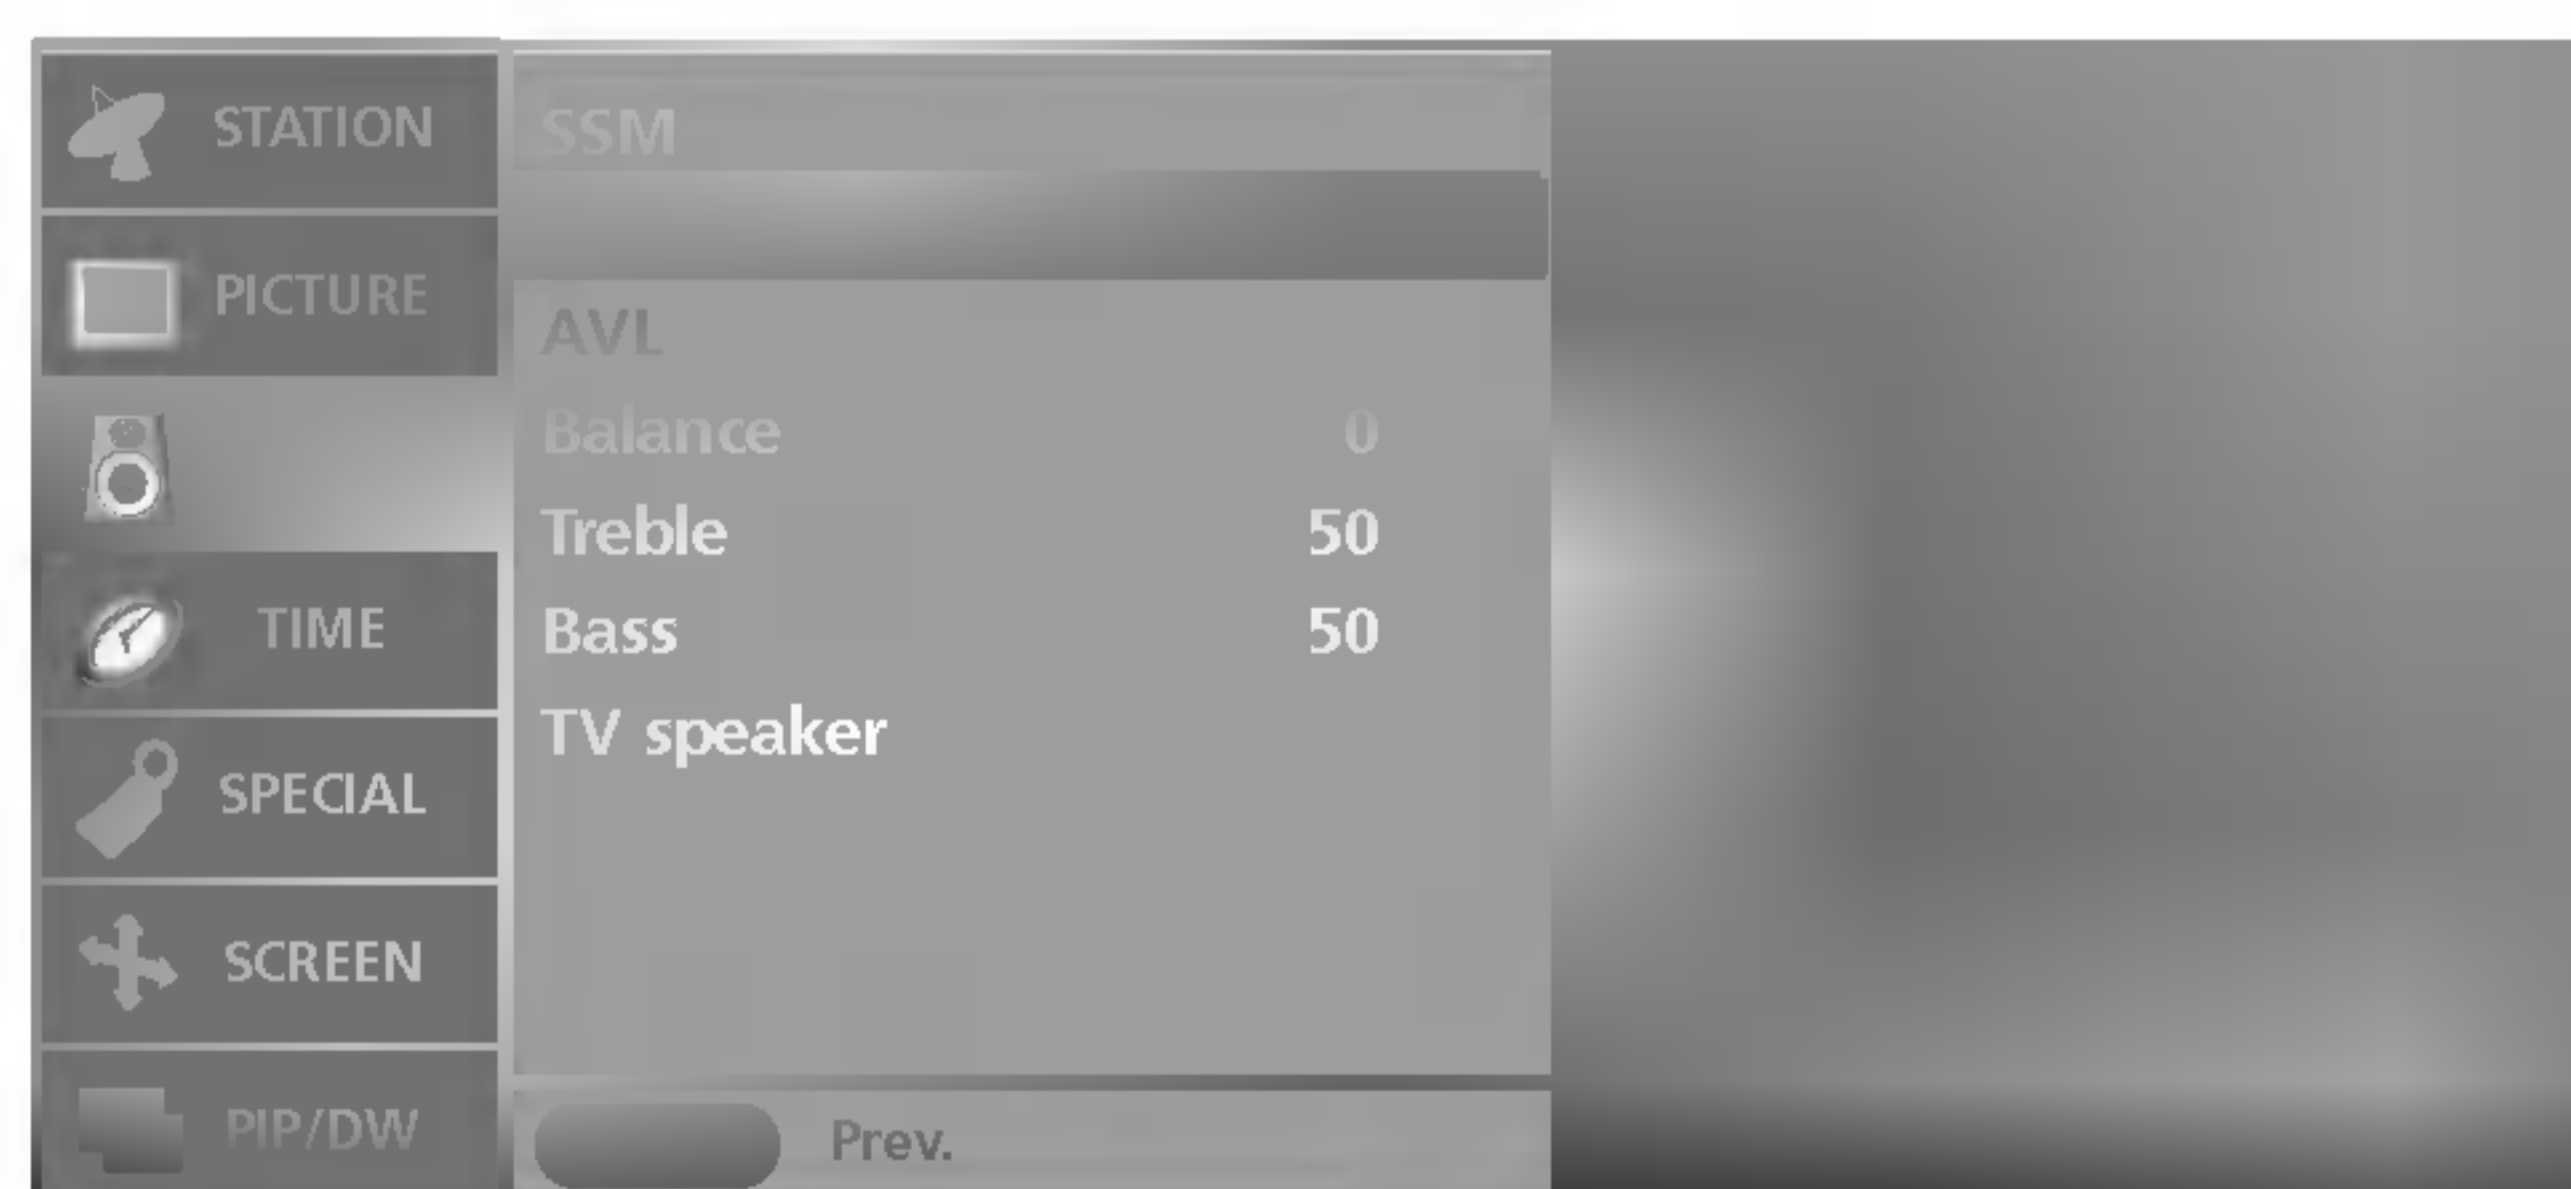 STATION
PICTURE
TIME
SPECIAL
SCREEN
PIP/DW
SSM
AVL
Balance 0
Treble 50
Bass 50
TV speaker
Prev.